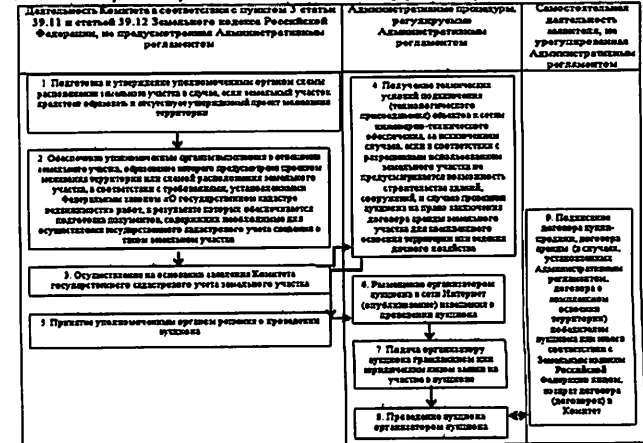 Деятельность Комитета в соответствии с пунктом 3 статьи
39.11 и статьей 39.12 Земельного кодекса Российской
Федерации, не предусмотренная Административным
регламентом
Административные процедуры,
регулируемые
Административным
регламентом
Самостоятельная
деятельность
заявителя, не
урегулированная
Административным
регламентом
1 Подготовка и утверждение уполномоченным органом схемы
расположения земельного участка в случае, если земельный участок
предстоит образовать и отсутствует утвержденный проект межевания
территории
2 Обеспечение уполномоченным органом выполнения в отношении
земельного участка, образование которого предусмотрено проектом
межевания территории или схемой расположения земельного
участка, в соответствии с требованиями, установленными
Федеральным законом «О государственном кадастре
недвижимости» работ, в результате которых обеспечивается
подготовка документов, содержащих необходимые для
осуществления государственного кадастрового учета сведения о
таком земельном участке
3. Осуществление на основании заявления Комитета
государственного кадастрового учета земельного участка
5 Принятие уполномоченным органом решения о проведении
аукциона
4 Получение технических
условий подключения
(технологического
присоединения) объектов к сетям
инженерно-технического
обеспечения, за исключением
случаев, если в соответствии с
разрешенным использованием
земельного участка не
предусматривается возможность
строительства зданий,
сооружений, и случаев проведения
аукциона на право заключения
договора аренды земельного
участка для комплексного
освоения территории или ведения
дачного хозяйства
6. Размещение организатором
аукциона в сети Интернет
(опубликование) извещения о
проведении аукциона
7 Подача организатору
аукциона гражданином или
юридическим лицом заявки на
участие в аукционе
8. Проведение аукциона
организатором аукциона
9. Подписание
договора купли-
продажи, договора
аренды (в случаях,
установленных
Административным
регламентом,
договора о
комплексном
освоении
территории)
победителем
аукциона или иным в
соответствии с
Земельным кодексом
Российской
Федерации лицом,
возврат договора
(договоров) в
Комитет